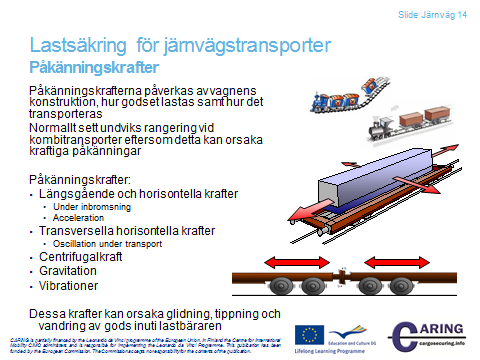 Slide Järnväg 14
Lastsäkring för järnvägstransporter
Påkänningskrafter
Påkänningskrafterna påverkas av vagnens
konstruktion, hur godset lastas samt hur det
transporteras
Normallt sett undviks rangering vid
kombitransporter eftersom detta kan orsaka
kraftiga påkänningar
Påkänningskrafter:
• Längsgående och horisontella krafter
• Under inbromsning
• Acceleration
• Transversella horisontella krafter
• Oscillation under transport
• Centrifugalkraft
• Gravitation
• Vibrationer
Dessa krafter kan orsaka glidning, tippning och
vandring av gods inuti lastbäraren
CARING is partially financed by the Leonardo da Vinci programme of the European Union. In Finland the Centre for International
Mobility CIMO administers and is responsible for implementing the Leonardo da Vinci Programme. This publication has been
funded by the European Commission. The Commission accepts no responsibility for the contents of the publication.
Education and Culture DG
Lifelong Learning Programme
CARING
cargosecuring.info